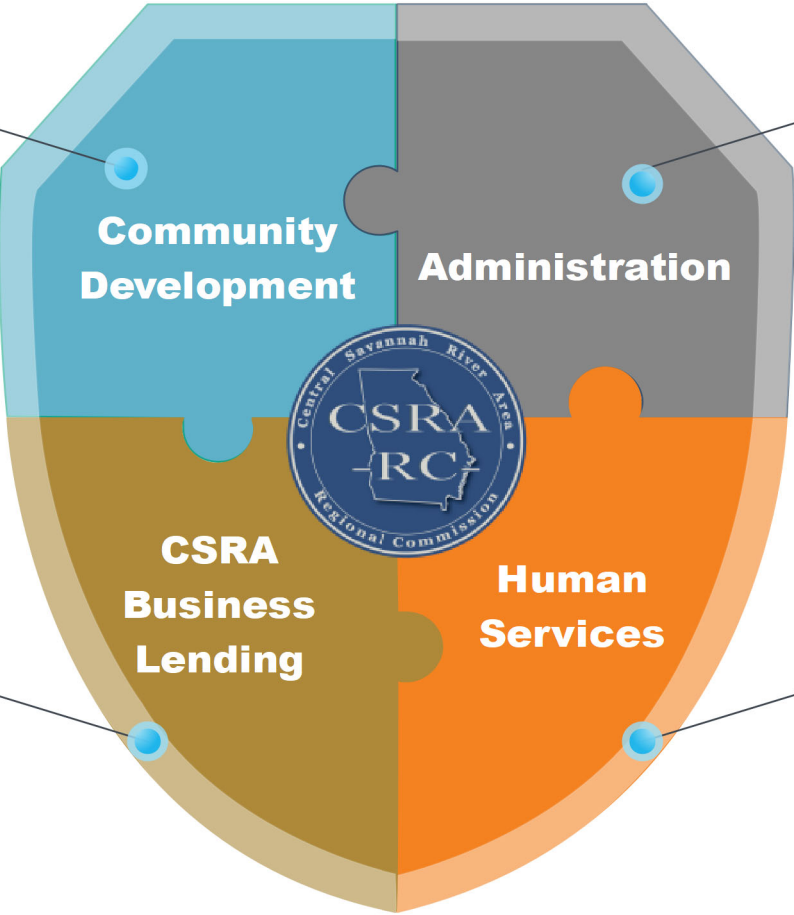 Community
Development
Administration
Central Savannah River Area
CSRA
RC
Regional Commission
CSRA
Business
Lending
Human
Services